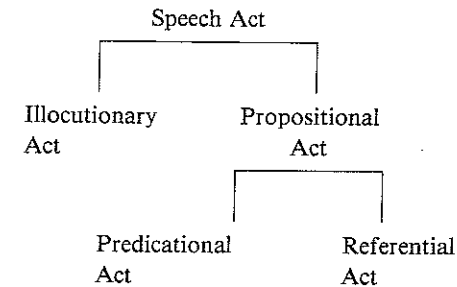 Speech Act
Illocutionary
Act
Propositional
Act
Predicational
Act
Referential
Act